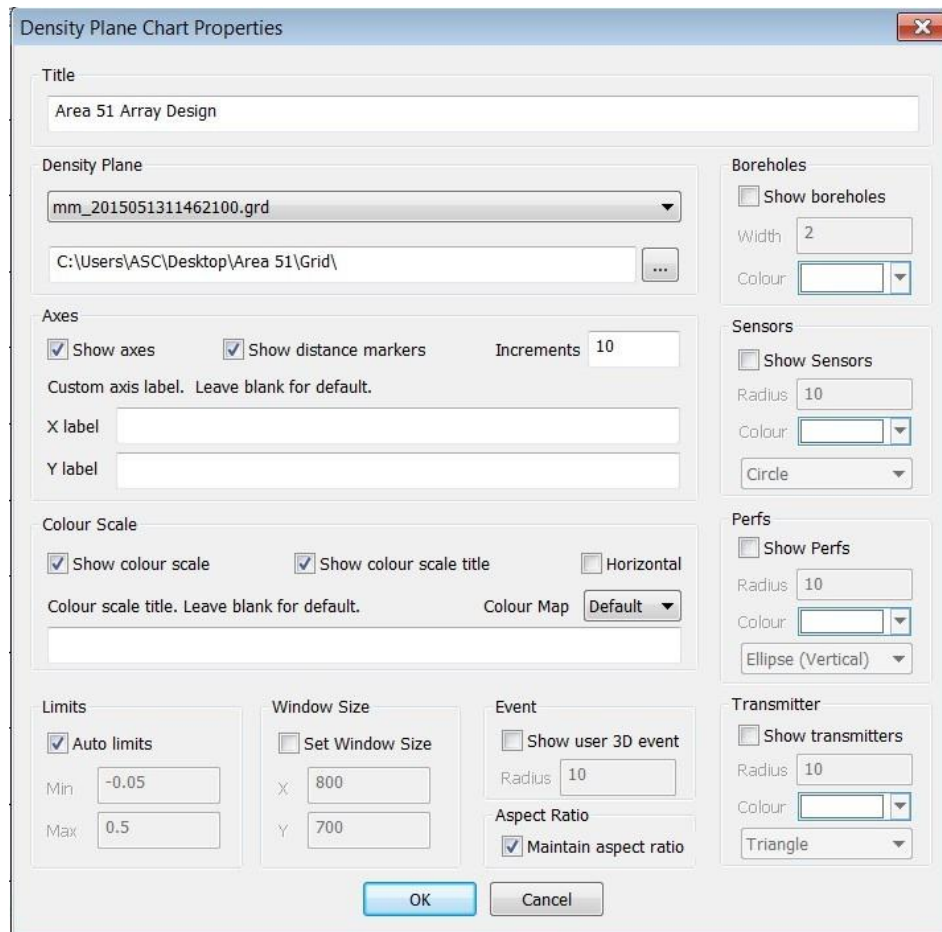 Density Plane Chart Properties
Title
Area 51 Array Design
Density Plane
mm_2015051311462100.grd
C:\Users\ASC\Desktop\Area 51\Grid\
...
Axes
Show axes
Show distance markers
Increments 10
Custom axis label. Leave blank for default.
X label
Y label
Colour Scale
Show colour scale
Show colour scale title
Horizontal
Colour scale title. Leave blank for default.
Colour Map Default
Limits
Auto limits
Min -0.05
Max 0.5
Window Size
Set Window Size
X 800
Y 700
Event
Show user 3D event
Radius 10
Aspect Ratio
Maintain aspect ratio
Boreholes
Show boreholes
Width 2
Colour
Sensors
Show Sensors
Radius 10
Colour
Circle
Perfs
Show Perfs
Radius 10
Colour
Ellipse (Vertical)
Transmitter
Show transmitters
Radius 10
Colour
Triangle
OK
Cancel